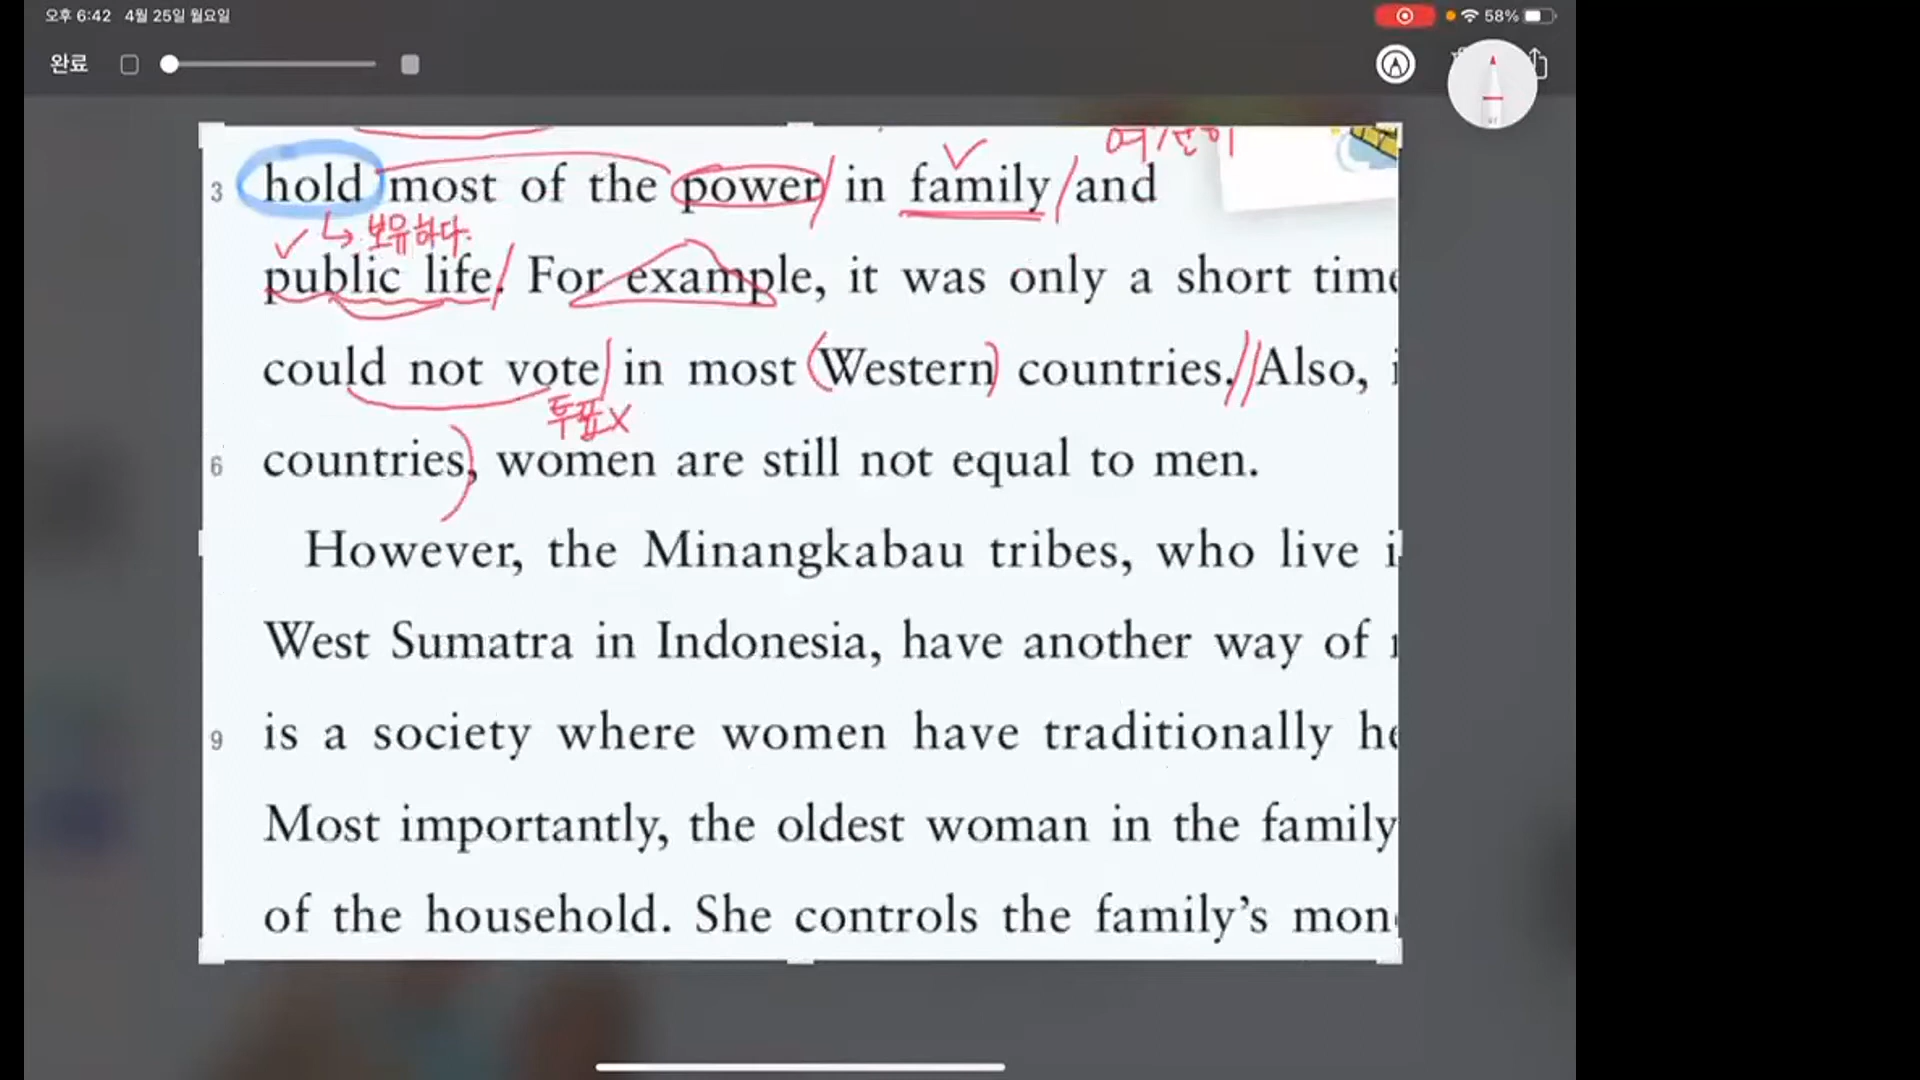 오후 6:42 4월 25일 월요일
58%
완료
여전히
3 hold most of the power in family and
보유하다.
public life. For example, it was only a short time
could not vote in most Western countries. Also,
투표X
6 countries, women are still not equal to men.
However, the Minangkabau tribes, who live
West Sumatra in Indonesia, have another way of
9 is a society where women have traditionally
Most importantly, the oldest woman in the family
of the household. She controls the family's